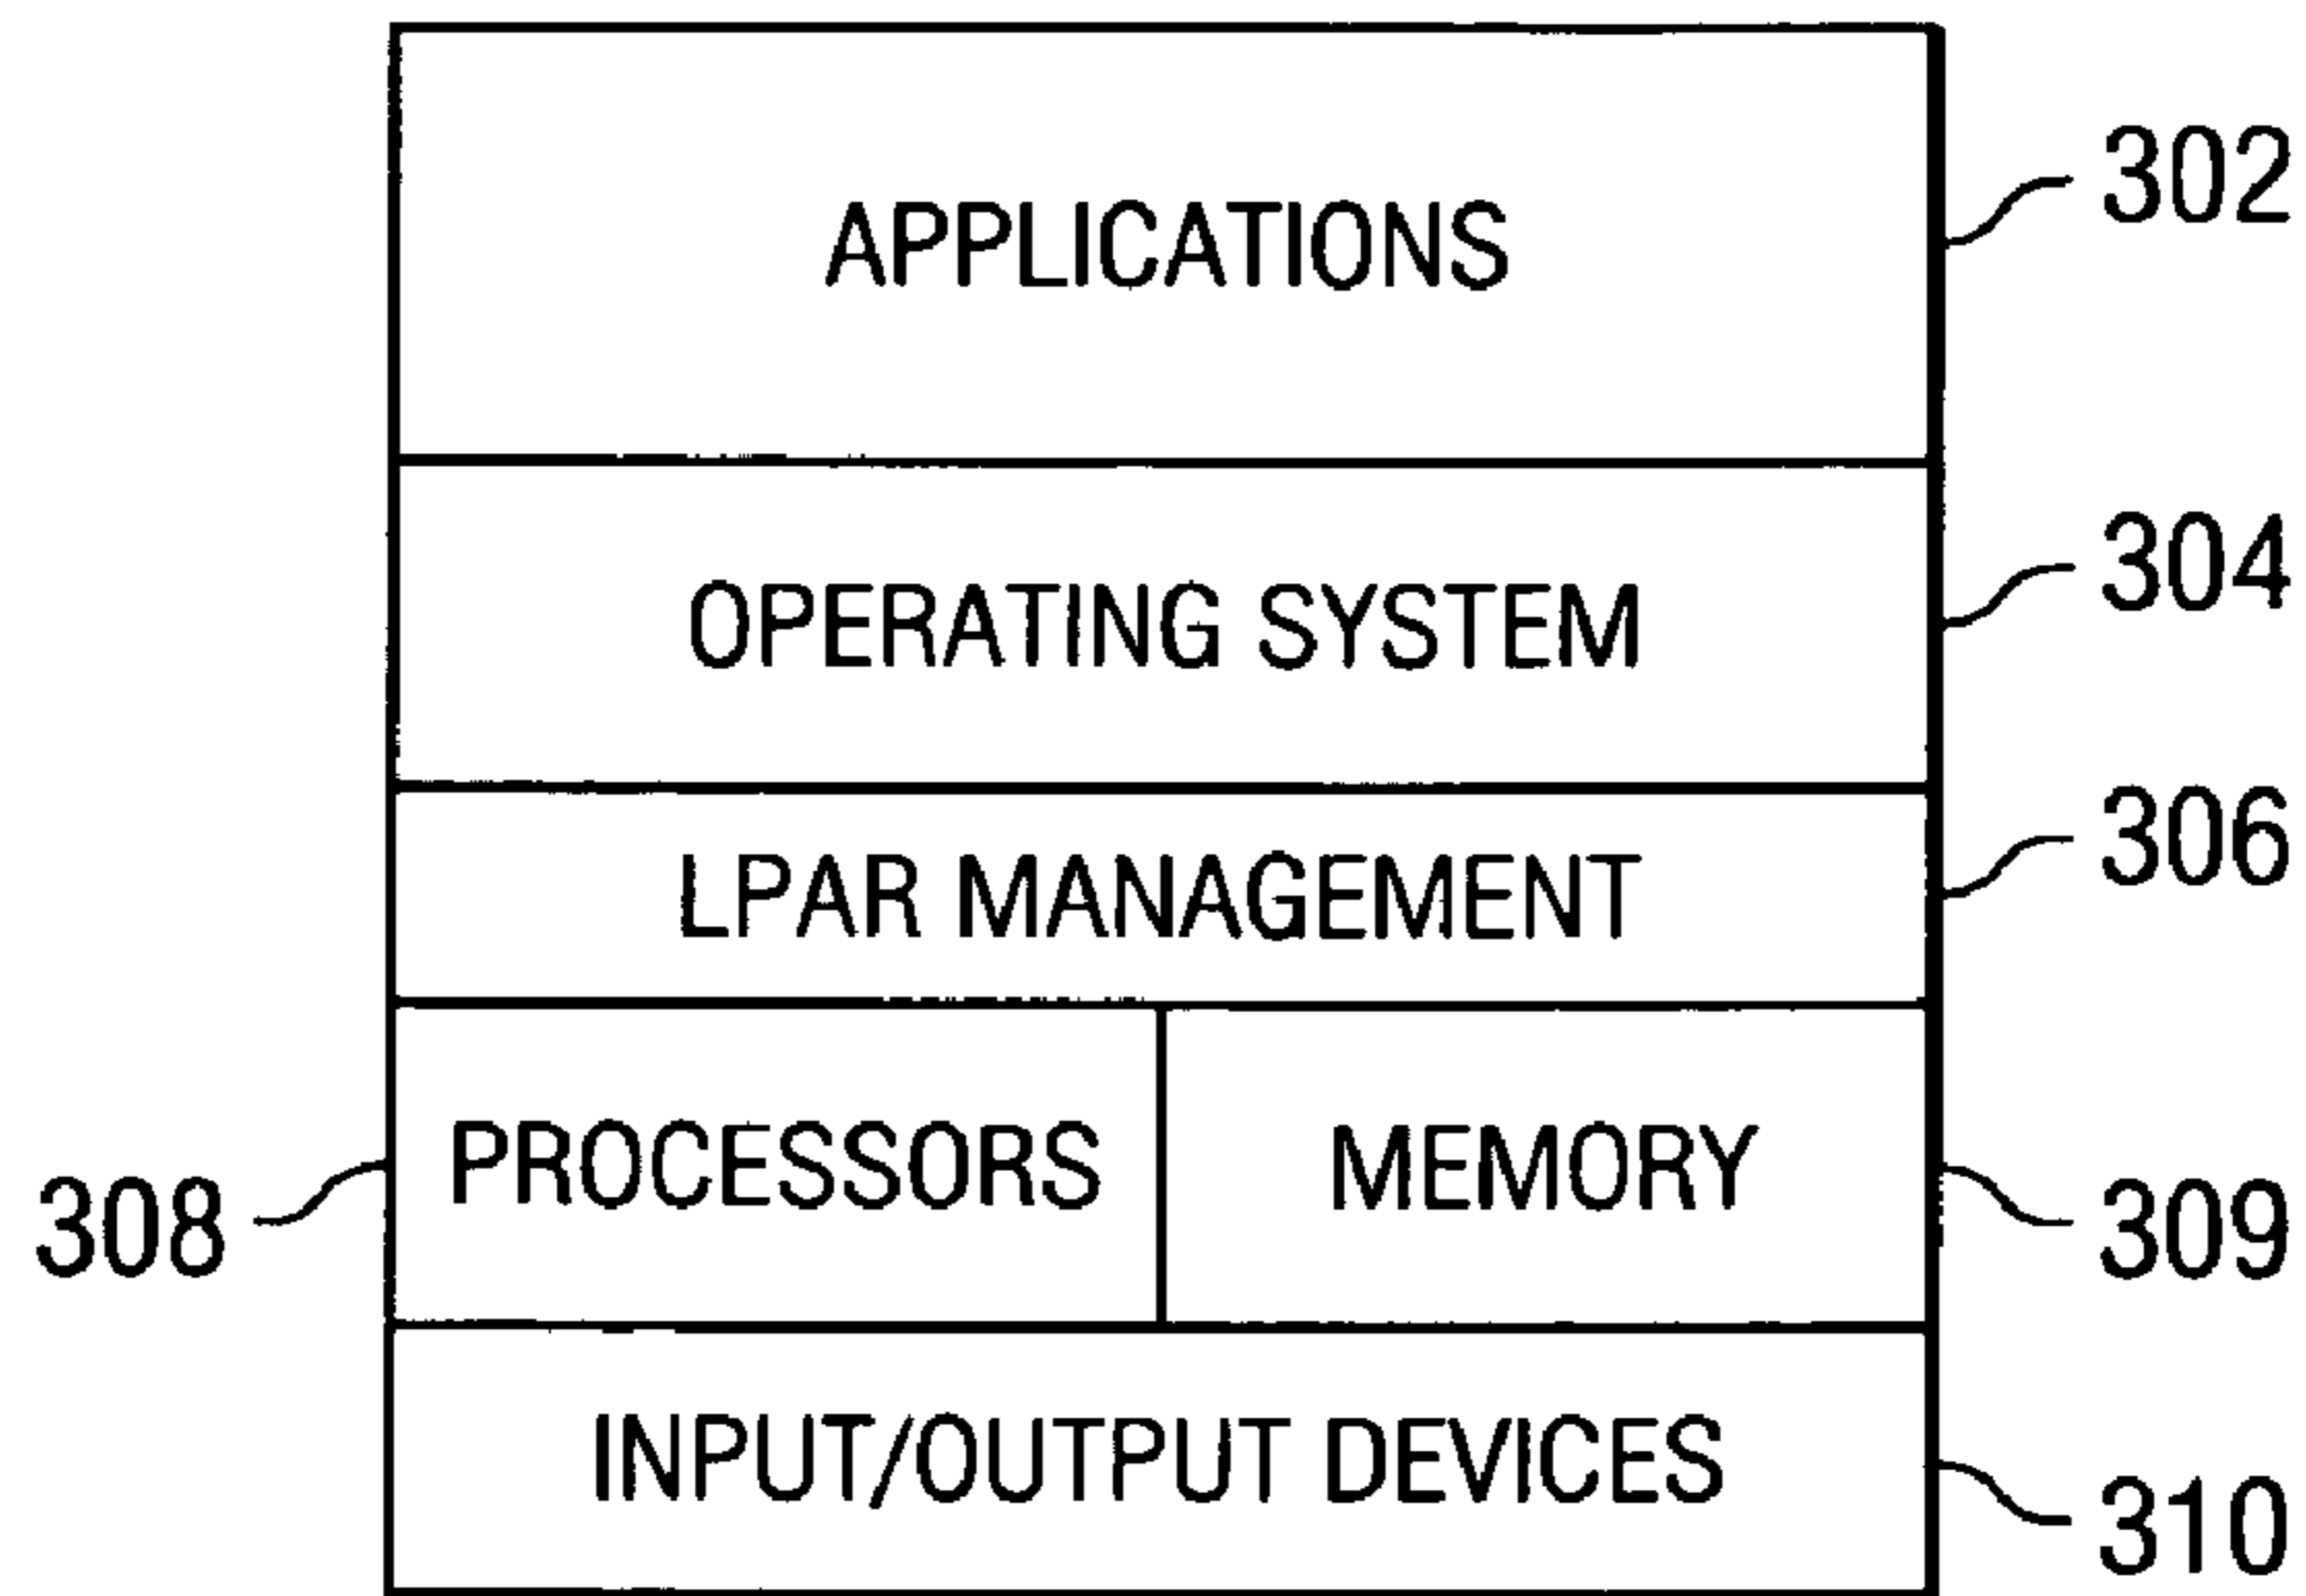 APPLICATIONS
302
OPERATING SYSTEM
304
LPAR MANAGEMENT
306
308
PROCESSORS
MEMORY
309
INPUT/OUTPUT DEVICES
310